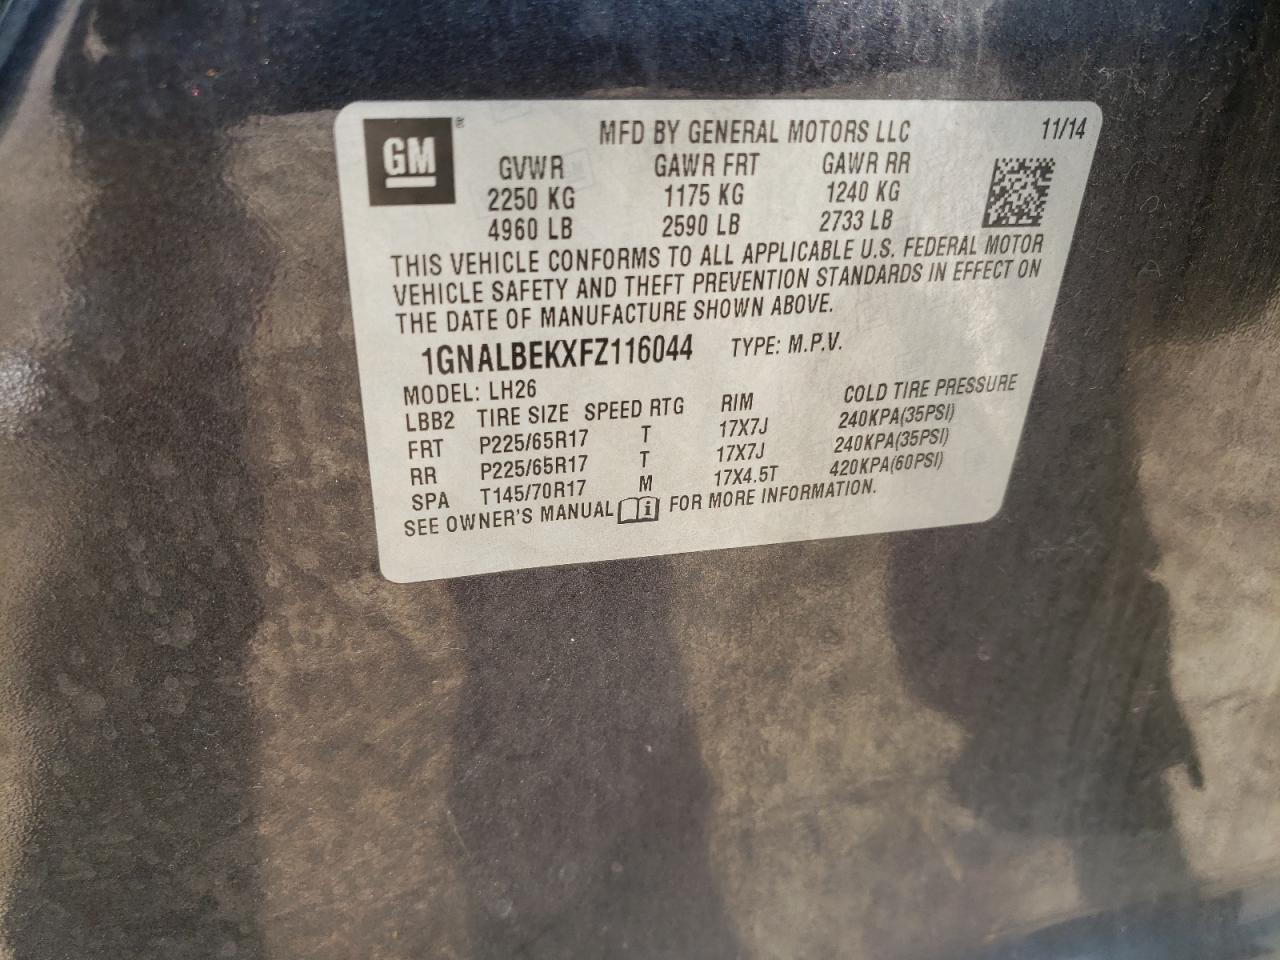 GM®
MFD BY GENERAL MOTORS LLC 11/14
GVWR GAWR FRT GAWR RR
2250 KG 1175 KG 1240 KG
4960 LB 2590 LB 2733 LB
THIS VEHICLE CONFORMS TO ALL APPLICABLE U.S. FEDERAL MOTOR
VEHICLE SAFETY AND THEFT PREVENTION STANDARDS IN EFFECT ON
THE DATE OF MANUFACTURE SHOWN ABOVE.
1GNALBEKXFZ116044 TYPE: M.P.V.
MODEL: LH26
LBB2 TIRE SIZE SPEED RTG RIM COLD TIRE PRESSURE
FRT P225/65R17 T 17X7J 240KPA(35PSI)
RR P225/65R17 T 17X7J 240KPA(35PSI)
SPA T145/70R17 M 17X4.5T 420KPA(60PSI)
SEE OWNER'S MANUAL i FOR MORE INFORMATION.